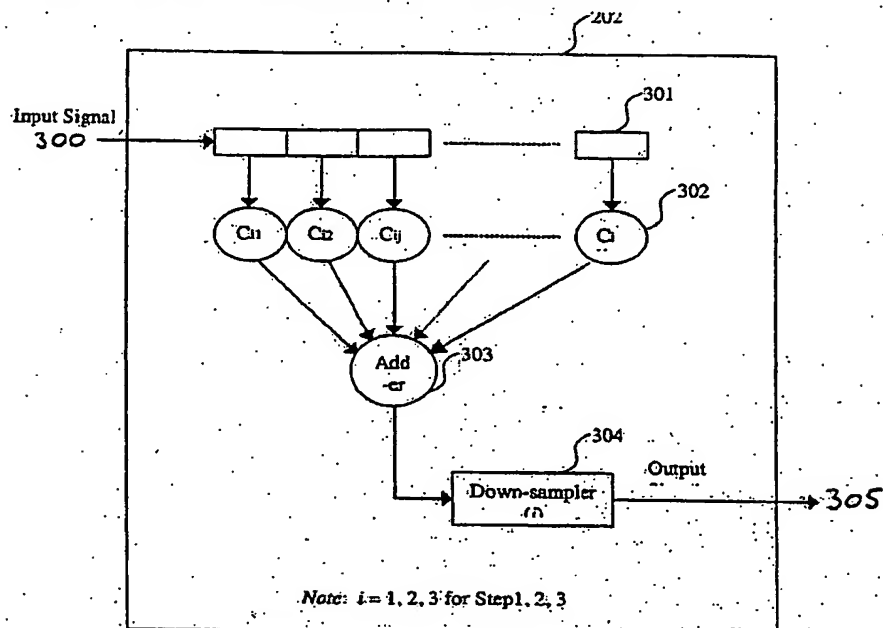 202
301
Input Signal
300
302
Ci1 Ci2 Cij
Add
-er
303
304
Output
Down-sampler
305
Note: i = 1, 2, 3 for Step1, 2, 3